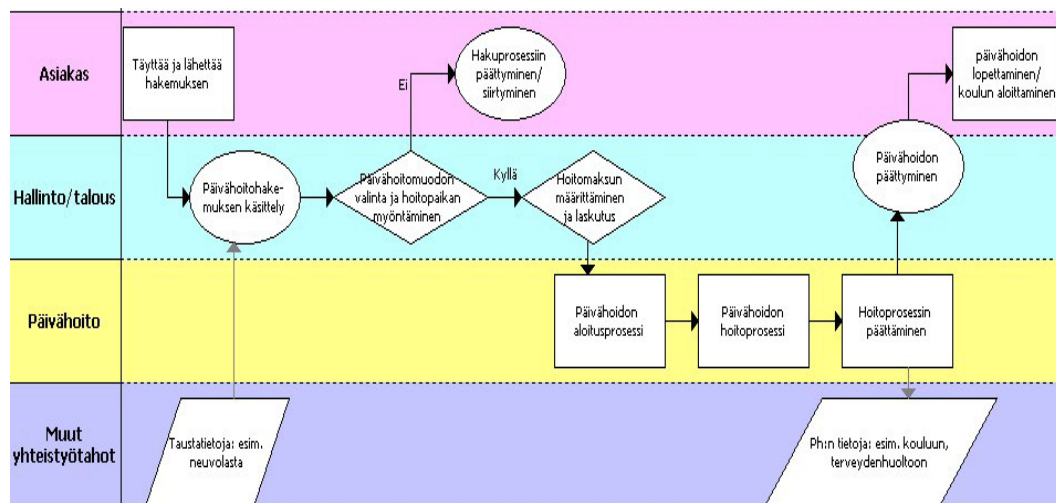 Asiakas
Täyttää ja lähettää
hakemuksen
Ei
Hakuprosessiin
päättyminen/
siirtyminen
päivähoidon
lopettaminen/
koulun aloittaminen
Hallinto/talous
Päivähoitohake-
muksen käsittely
Päivähoitomuodon
valinta ja hoitopaikan
myöntäminen
Kyllä
Hoitomaksun
määrittäminen
ja laskutus
Päivähoidon
päättyminen
Päivähoito
Päivähoidon
aloitusprosessi
Päivähoidon
hoitoprosessi
Hoitoprosessin
päättäminen
Muut
yhteistyötahot
Taustatietoja: esim.
neuvolasta
Ph:n tietoja: esim. kouluun,
terveydenhuoltoon